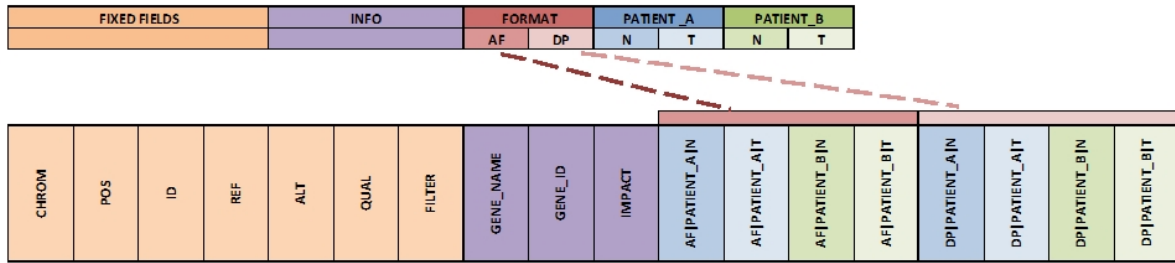 FIXED FIELDS INFO FORMAT PATIENT_A PATIENT_B
AF DP N T N T
CHROM
POS
ID
REF
ALT
QUAL
FILTER
GENE_NAME
GENE_ID
IMPACT
AF|PATIENT_A|N
AF|PATIENT_A|T
AF|PATIENT_B|N
AF|PATIENT_B|T
DP|PATIENT_A|N
DP|PATIENT_A|T
DP|PATIENT_B|N
DP|PATIENT_B|T